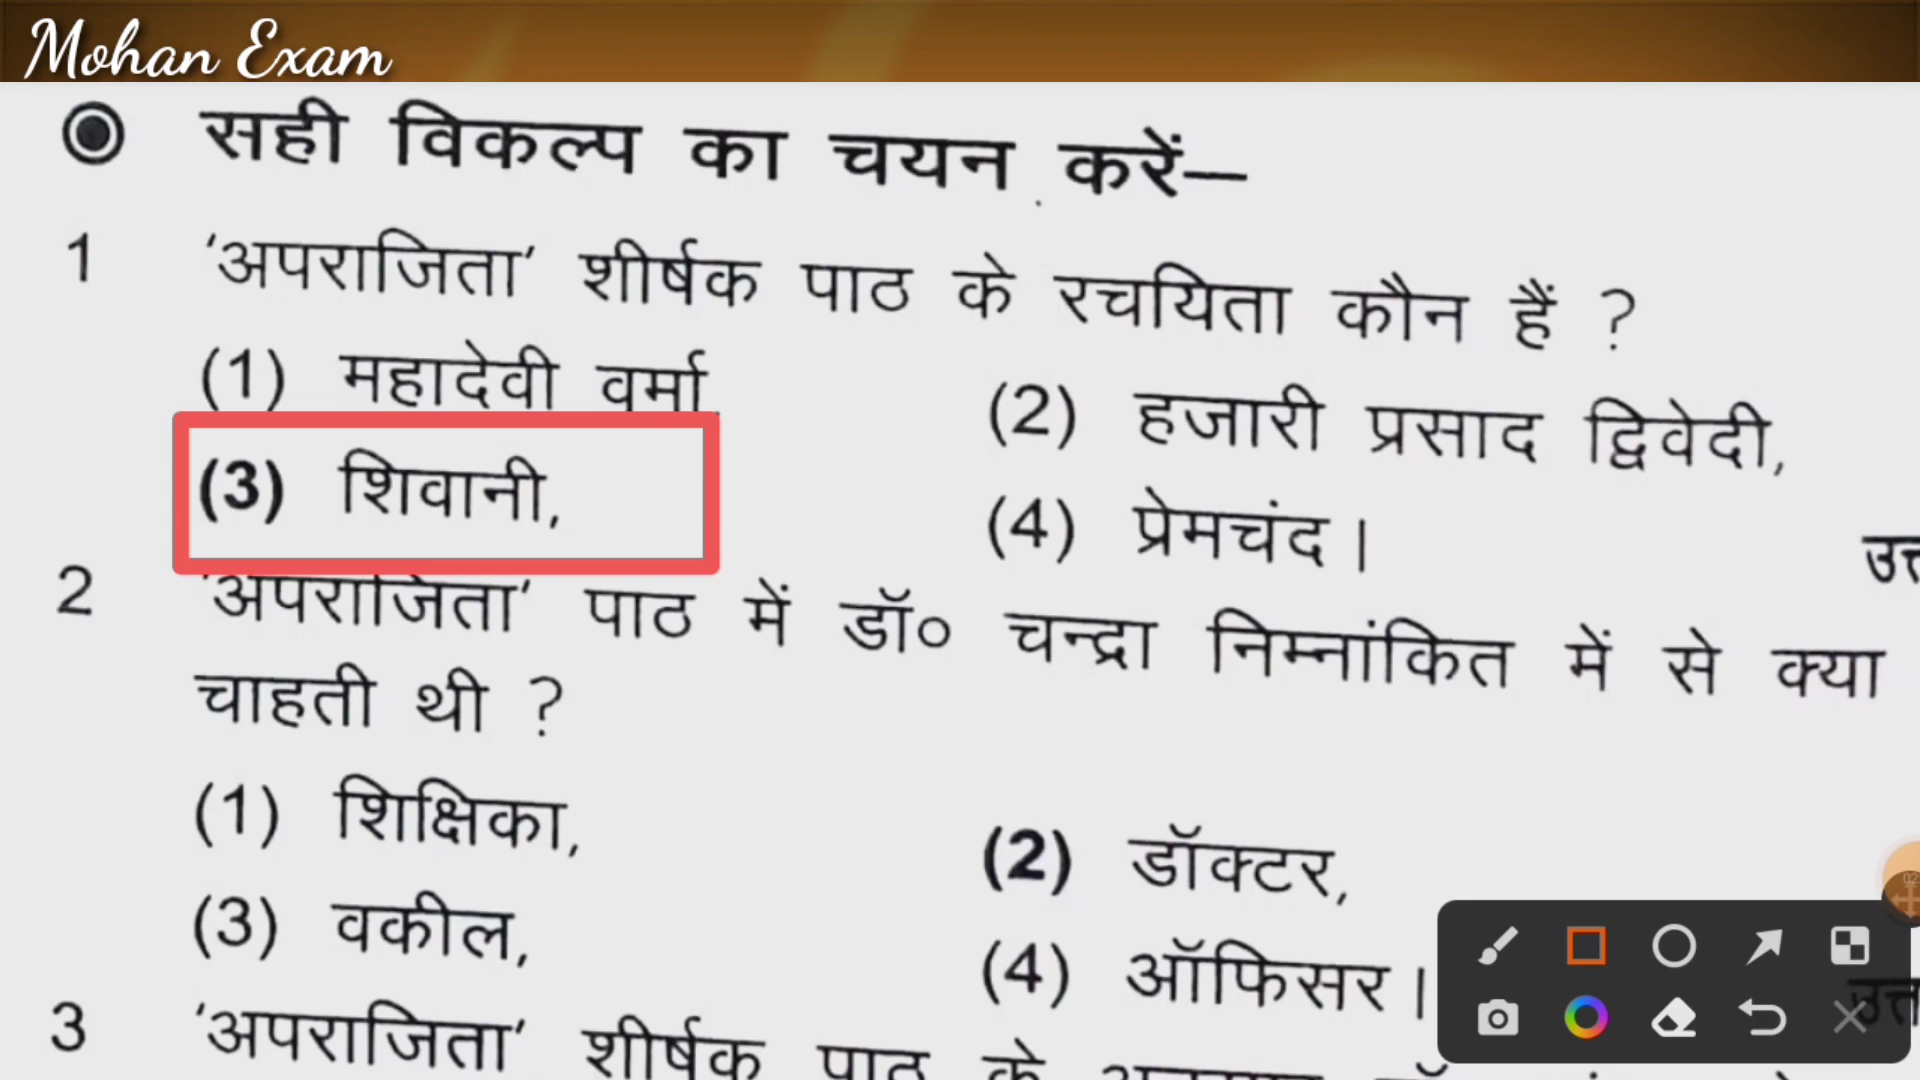 Mohan Exam
सही विकल्प का चयन करें—
1 'अपराजिता' शीर्षक पाठ के रचयिता कौन हैं ?
(1) महादेवी वर्मा
(2) हजारी प्रसाद द्विवेदी,
(3) शिवानी,
(4) प्रेमचंद।
2 'अपराजिता' पाठ में डॉ० चन्द्रा निम्नांकित में से क्या
चाहती थी ?
(1) शिक्षिका,
(2) डॉक्टर,
(3) वकील,
(4) ऑफिसर।
3 'अपराजिता' शीर्षक पाठ के